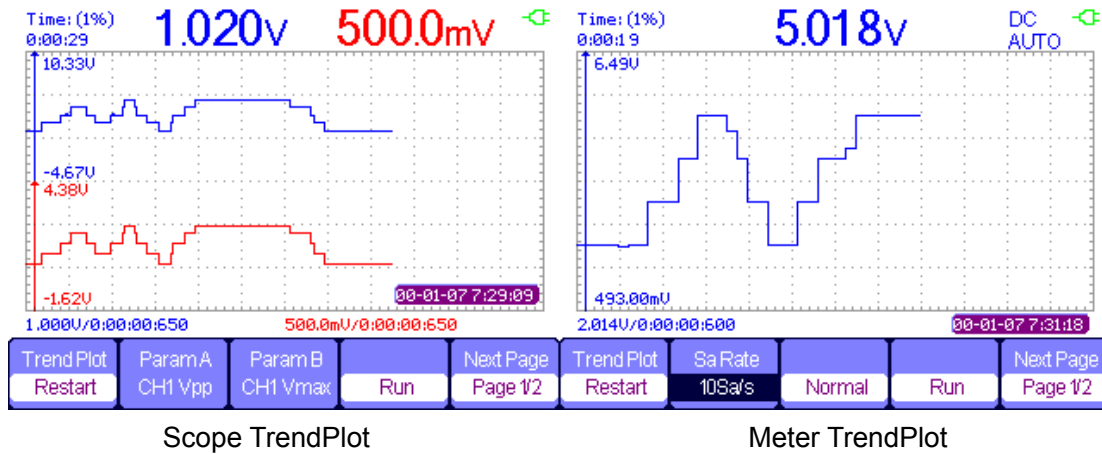 Time: (1%)
0:00:29
1.020V 500.0mV
10.33V
-4.67V
4.38V
-1.62V
00-01-07 7:29:09
1.000V/0:00:00:650 500.0mV/0:00:00:650
Trend Plot Param A Param B Next Page
Restart CH1 Vpp CH1 Vmax Run Page 1/2
Scope TrendPlot
Time: (1%)
0:00:19
5.018V
DC
AUTO
6.49V
493.00mV
2.014V/0:00:00:600
00-01-07 7:31:18
Trend Plot Sa Rate Next Page
Restart 10Sa/s Normal Run Page 1/2
Meter TrendPlot